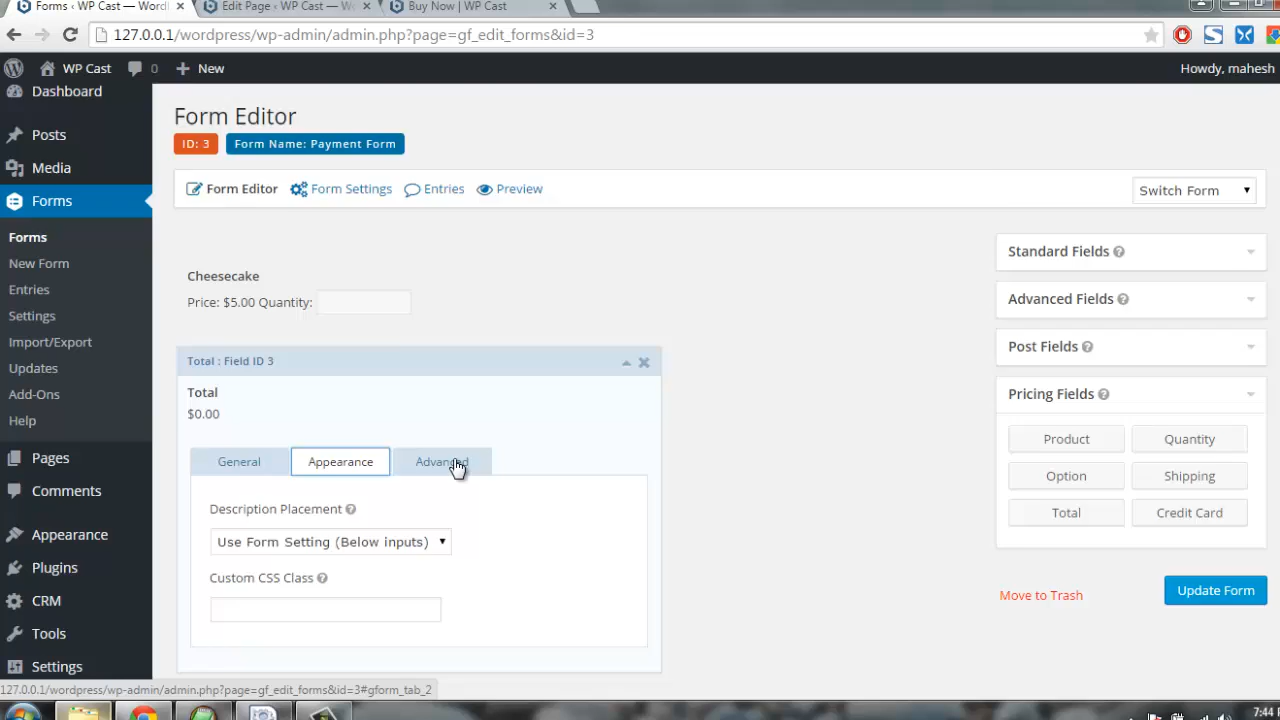 Forms ‹ WP Cast — Word
Edit Page ‹ WP Cast — W
Buy Now | WP Cast
127.0.0.1/wordpress/wp-admin/admin.php?page=gf_edit_forms&id=3
WP Cast
0
New
Howdy, mahesh
Dashboard
Posts
Media
Forms
Forms
New Form
Entries
Settings
Import/Export
Updates
Add-Ons
Help
Pages
Comments
Appearance
Plugins
CRM
Tools
Settings
Form Editor
ID: 3
Form Name: Payment Form
Form Editor
Form Settings
Entries
Preview
Switch Form
Cheesecake
Price: $5.00 Quantity:
Total : Field ID 3
Total
$0.00
General
Appearance
Advanced
Description Placement
Use Form Setting (Below inputs)
Custom CSS Class
Standard Fields
Advanced Fields
Post Fields
Pricing Fields
Product
Quantity
Option
Shipping
Total
Credit Card
Move to Trash
Update Form
127.0.0.1/wordpress/wp-admin/admin.php?page=gf_edit_forms&id=3#gform_tab_2
7:44